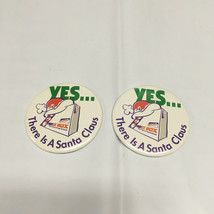 YES...
There Is A Santa Claus
YES...
There Is A Santa Claus